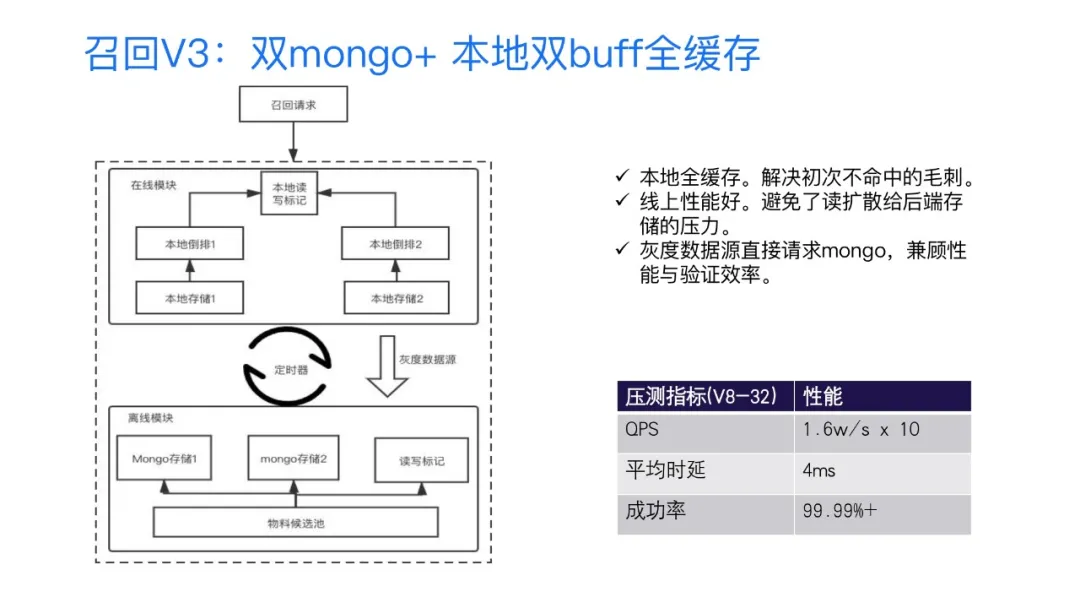 召回V3：双mongo+ 本地双buff全缓存
召回请求
在线模块
本地读
写标记
本地倒排1
本地倒排2
本地存储1
本地存储2
定时器
灰度数据源
离线模块
Mongo存储1
mongo存储2
读写标记
物料候选池
✓ 本地全缓存。解决初次不命中的毛刺。
✓ 线上性能好。避免了读扩散给后端存
储的压力。
✓ 灰度数据源直接请求mongo，兼顾性
能与验证效率。
压测指标(V8-32) 性能
QPS 1.6w/s x 10
平均时延 4ms
成功率 99.99%+